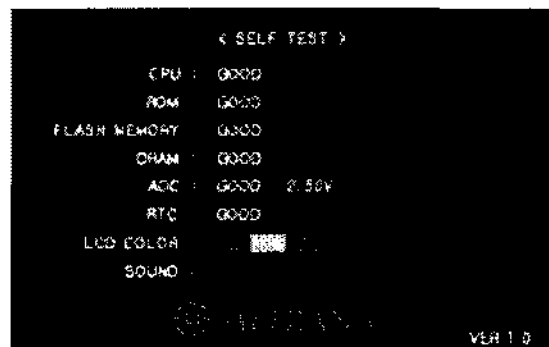 < SELF TEST >
CPU : GOOD
ROM GOOD
FLASH MEMORY GOOD
DRAM : GOOD
ADC : GOOD 2.50V
RTC GOOD
LCD COLOR
SOUND :
VER 1.0